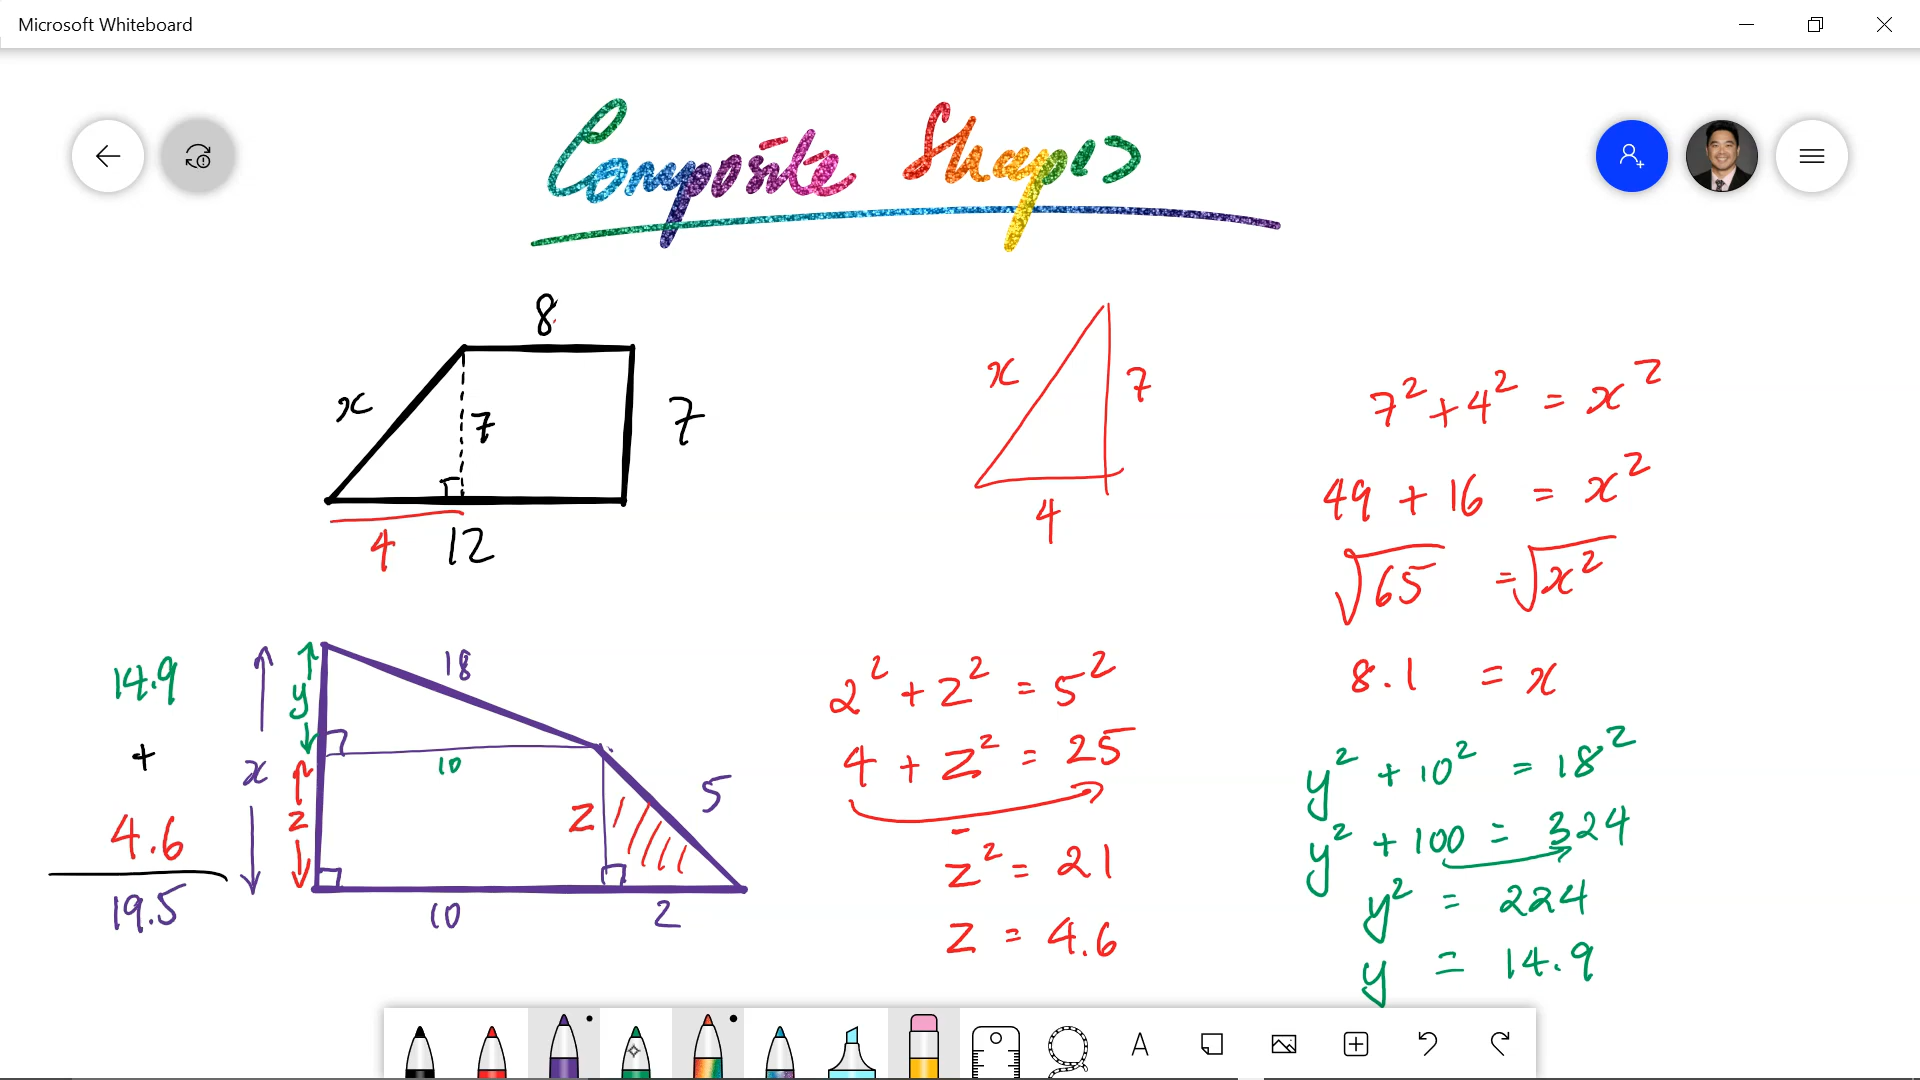 Microsoft Whiteboard
Composite Shapes
8
x
7
7
4
12
x
7
4
7² + 4² = x²
49 + 16 = x²
√65 = √x²
8.1 = x
14.9
+
4.6
19.5
x
y
z
18
10
z
5
10
2
2² + z² = 5²
4 + z² = 25
z² = 21
z = 4.6
y² + 10² = 18²
y² + 100 = 324
y² = 224
y = 14.9
A